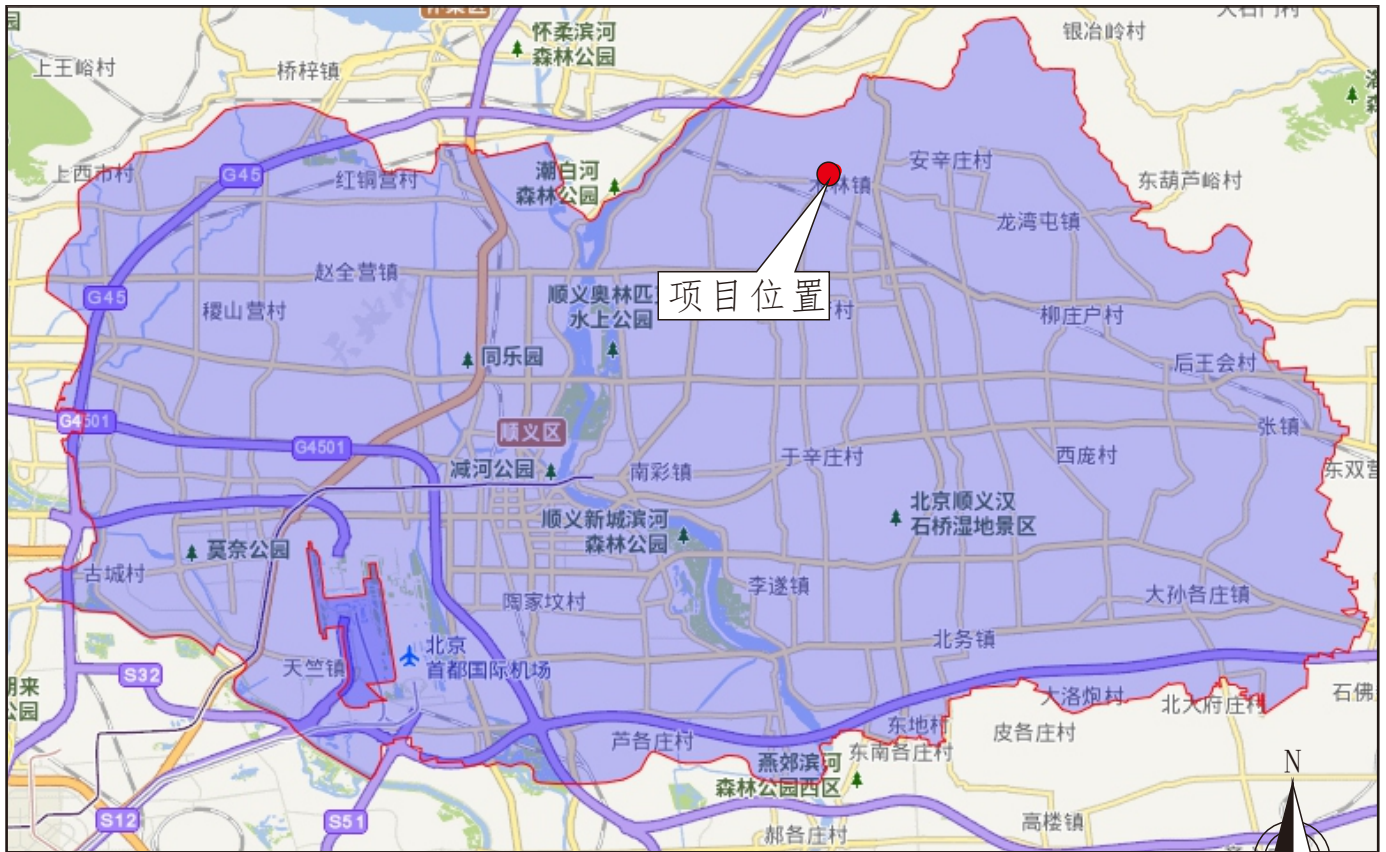 怀柔滨河
森林公园
银冶岭村
上王峪村
桥梓镇
上西市村
G45
红铜营村
潮白河
森林公园
木林镇
安辛庄村
东葫芦峪村
龙湾屯镇
赵全营镇
G45
稷山营村
顺义奥林匹
水上公园
项目位置
村
柳庄户村
同乐园
后王会村
G4501
顺义区
G4501
张镇
减河公园
南彩镇
于辛庄村
西庞村
东双营
北京顺义汉
石桥湿地景区
顺义新城滨河
森林公园
莫奈公园
古城村
陶家坟村
李遂镇
大孙各庄镇
北务镇
北京
首都国际机场
天竺镇
S32
大洛炮村
北大府庄村
石佛
东地村
皮各庄村
芦各庄村
东南各庄村
燕郊滨河
森林公园西区
N
S12
S51
郝各庄村
高楼镇